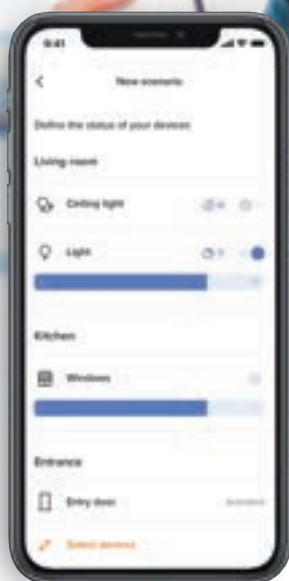 9:41
New scenario
Define the status of your devices
Living room
Ceiling light
Light
Kitchen
Windows
Entrance
Entry door
Select devices